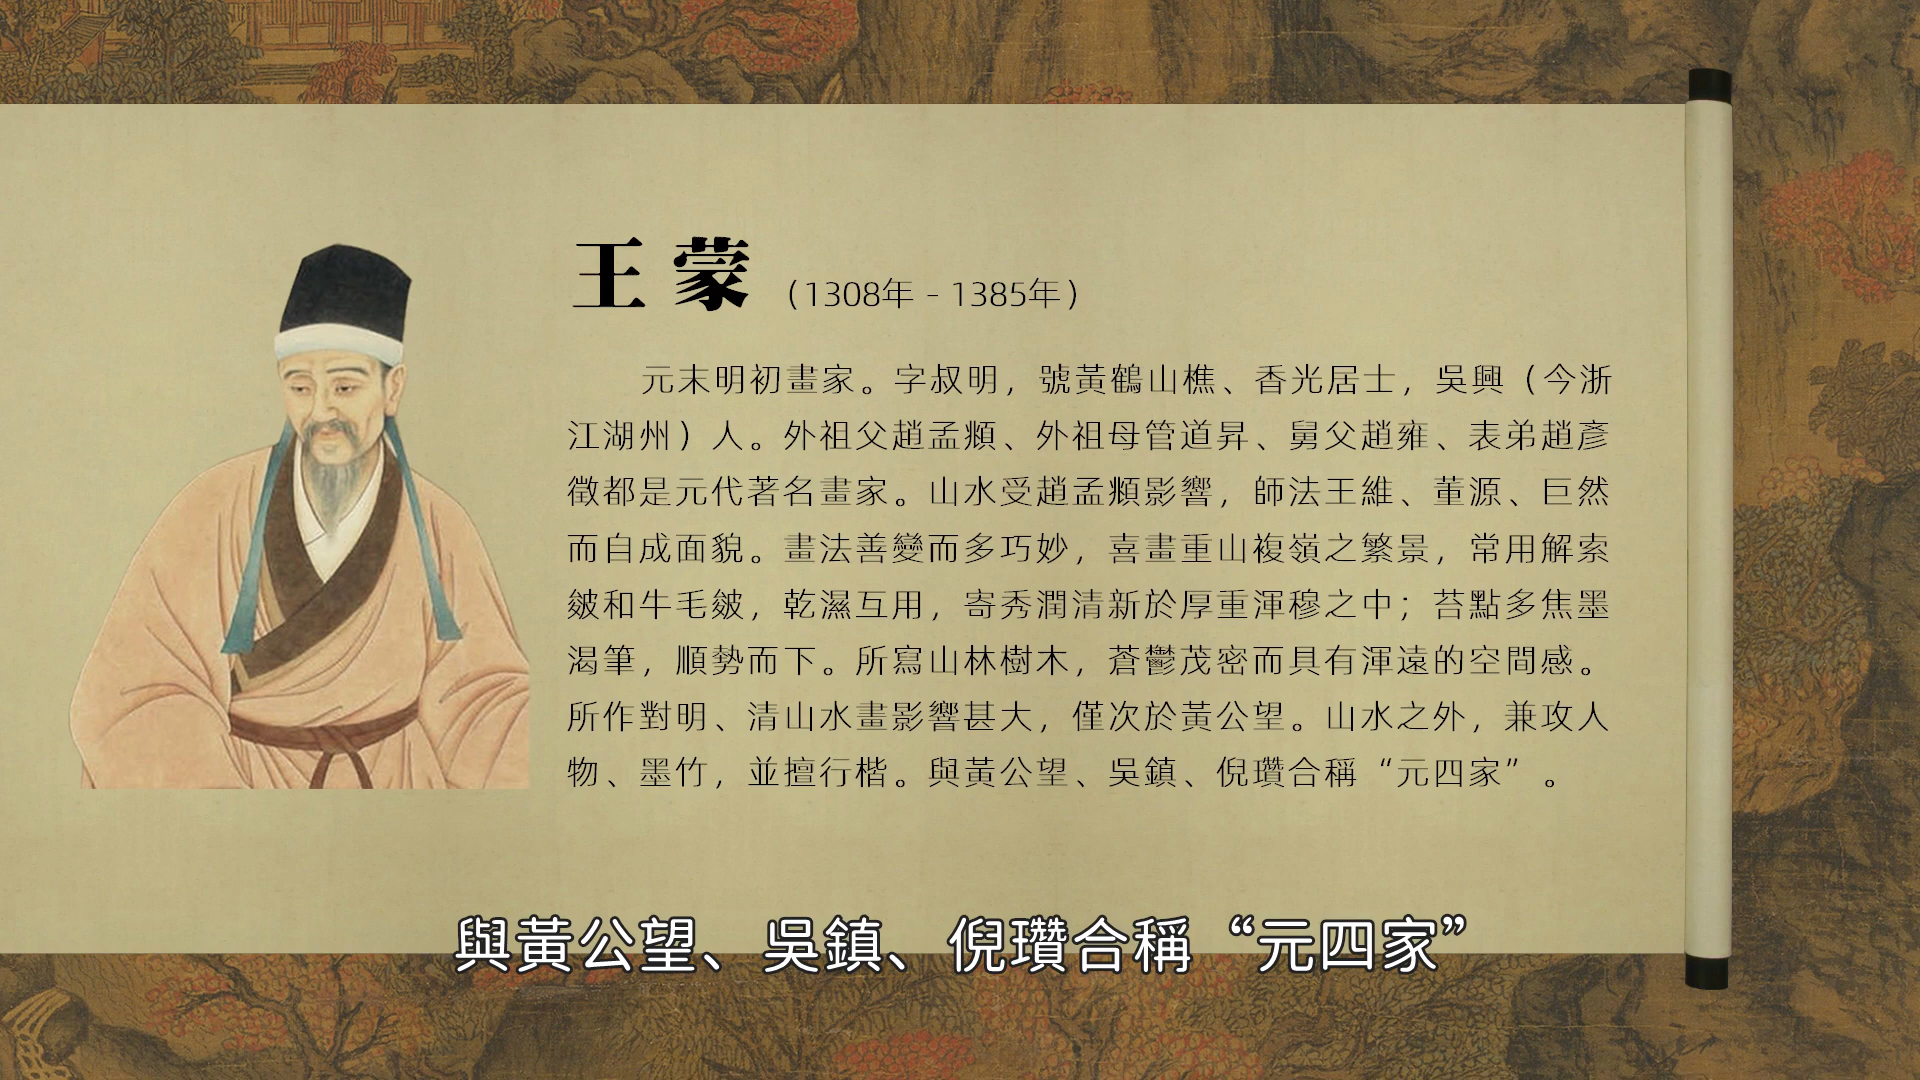 王蒙（1308年 - 1385年）
元末明初畫家。字叔明，號黃鶴山樵、香光居士，吳興（今浙
江湖州）人。外祖父趙孟頫、外祖母管道昇、舅父趙雍、表弟趙彥
徵都是元代著名畫家。山水受趙孟頫影響，師法王維、董源、巨然
而自成面貌。畫法善變而多巧妙，喜畫重山複嶺之繁景，常用解索
皴和牛毛皴，乾濕互用，寄秀潤清新於厚重渾穆之中；苔點多焦墨
渴筆，順勢而下。所寫山林樹木，蒼鬱茂密而具有渾遠的空間感。
所作對明、清山水畫影響甚大，僅次於黃公望。山水之外，兼攻人
物、墨竹，並擅行楷。與黃公望、吳鎮、倪瓚合稱“元四家”。
與黃公望、吳鎮、倪瓚合稱“元四家”